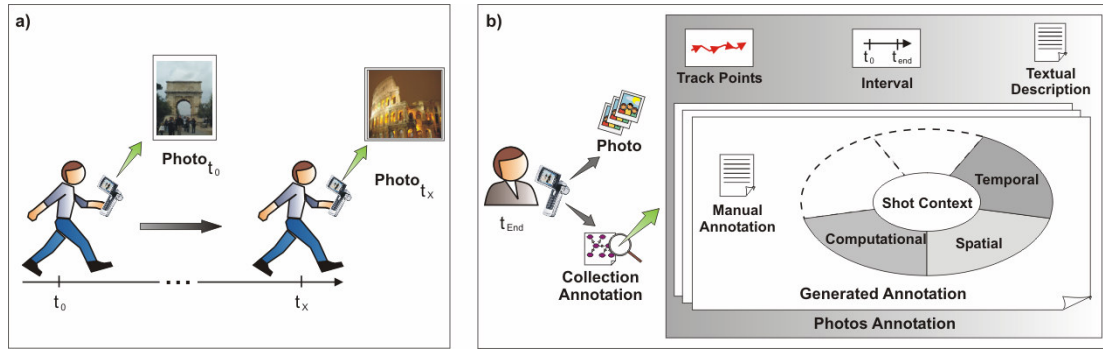 a)
Photo t0
Photo tX
t0
...
tX
b)
tEnd
Photo
Collection
Annotation
Track Points
t0 tend
Interval
Textual
Description
Manual
Annotation
Shot Context
Temporal
Computational
Spatial
Generated Annotation
Photos Annotation